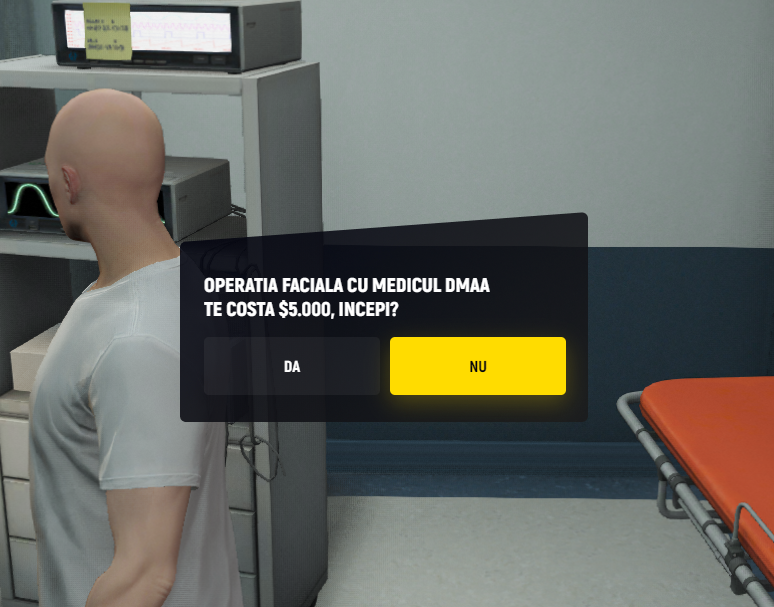 OPERATIA FACIALA CU MEDICUL DMAA
TE COSTA $5.000, INCEPI?
DA
NU